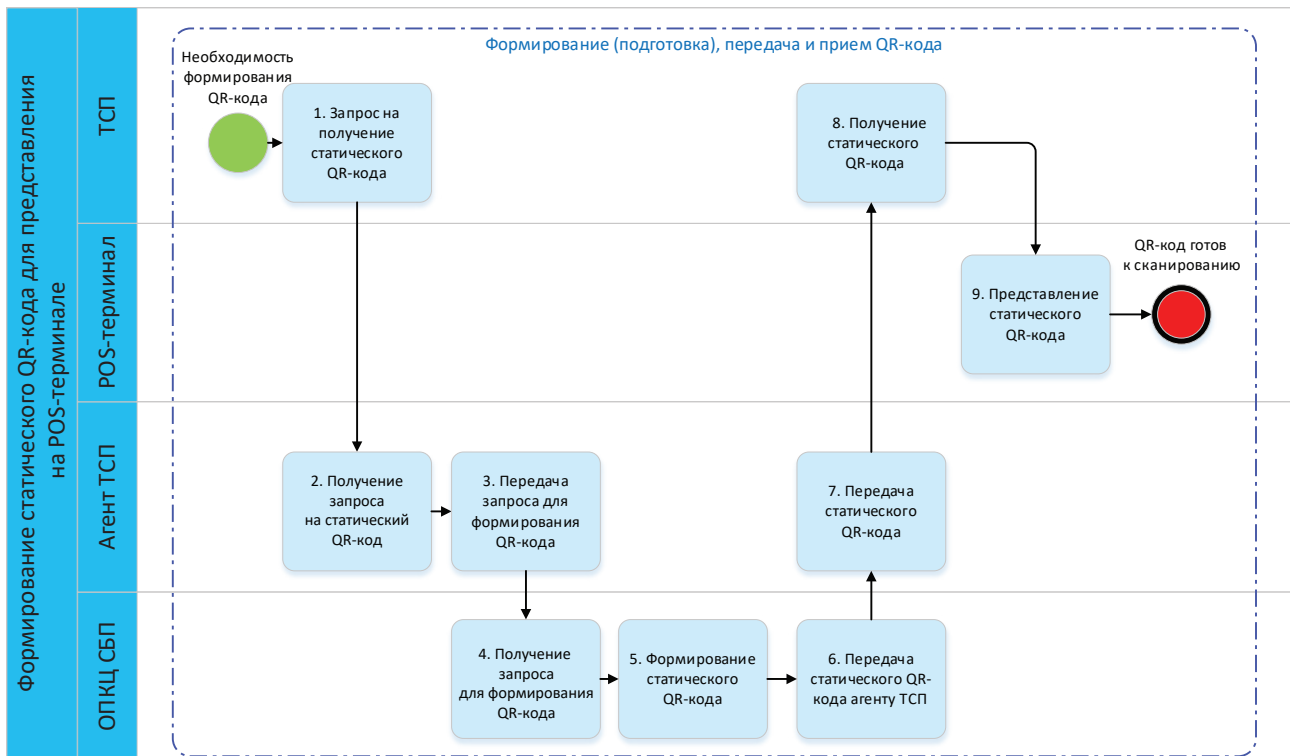 Формирование статического QR-кода для представления
на POS-терминале
ТСП
POS-терминал
Агент ТСП
ОПКЦ СБП
Формирование (подготовка), передача и прием QR-кода
Необходимость
формирования
QR-кода
1. Запрос на
получение
статического
QR-кода
8. Получение
статического
QR-кода
QR-код готов
к сканированию
9. Представление
статического
QR-кода
2. Получение
запроса
на статический
QR-код
3. Передача
запроса для
формирования
QR-кода
7. Передача
статического
QR-кода
4. Получение
запроса
для формирования
QR-кода
5. Формирование
статического
QR-кода
6. Передача
статического QR-
кода агенту ТСП